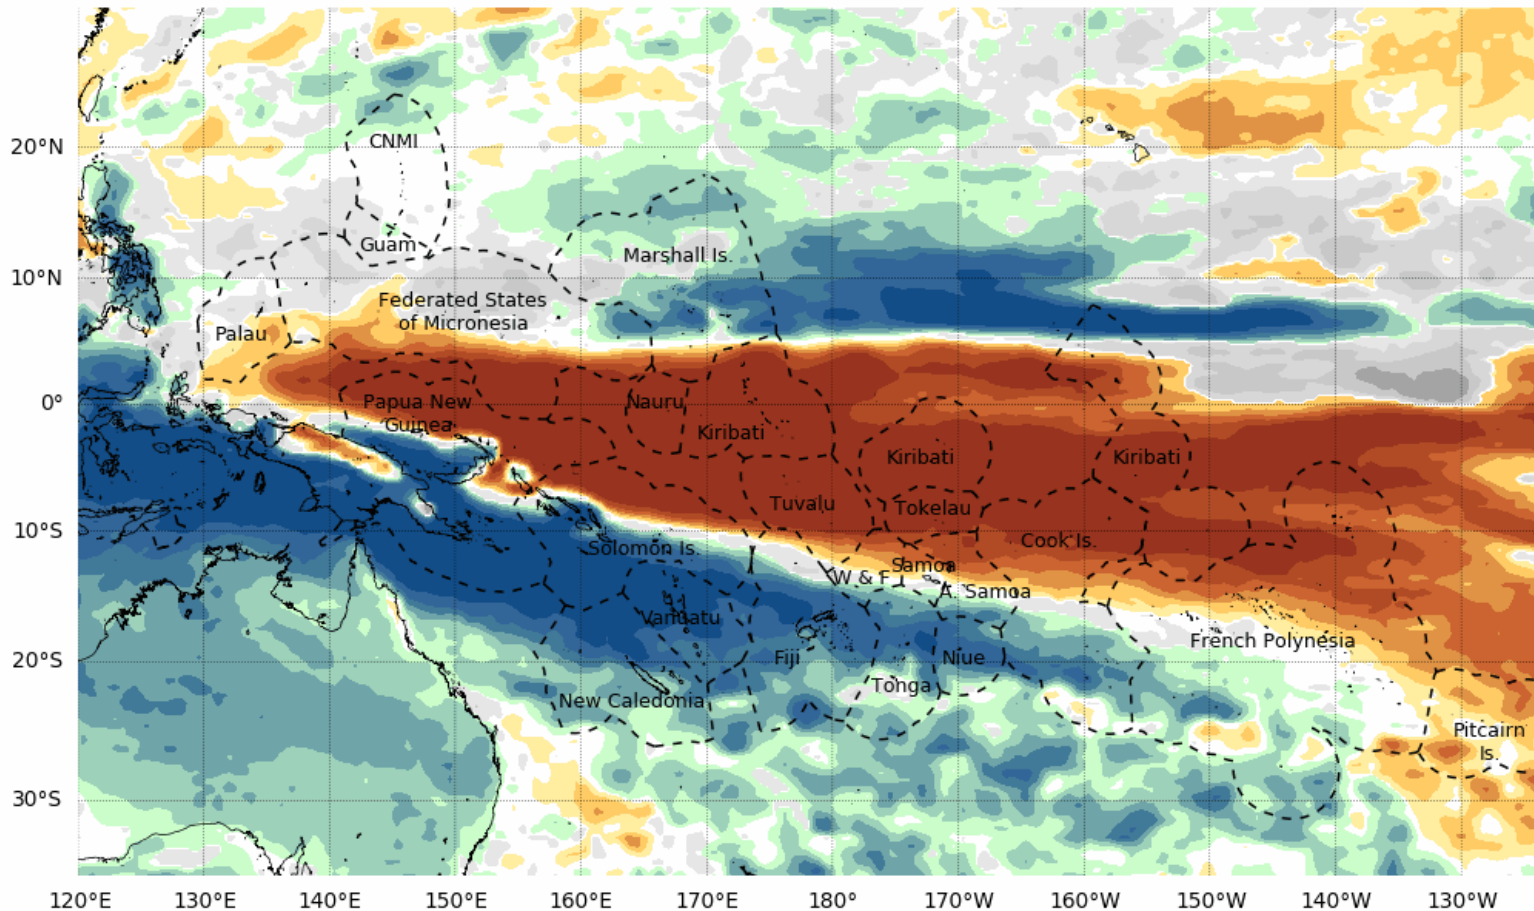 CNMI
20°N
Guam
Marshall Is.
10°N
Federated States
of Micronesia
Palau
0°
Papua New
Guinea
Nauru
Kiribati
Kiribati
Kiribati
Tuvalu
Tokelau
10°S
Solomon Is.
Cook Is.
Samoa
W & F
A. Samoa
Vanuatu
French Polynesia
20°S
Fiji
Niue
Tonga
New Caledonia
Pitcairn
Is.
30°S
120°E 130°E 140°E 150°E 160°E 170°E 180° 170°W 160°W 150°W 140°W 130°W